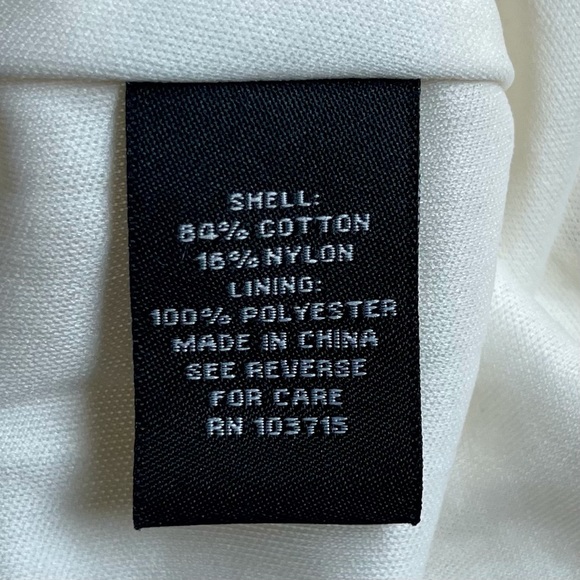 SHELL:
84% COTTON
16% NYLON
LINING:
100% POLYESTER
MADE IN CHINA
SEE REVERSE
FOR CARE
RN 103715